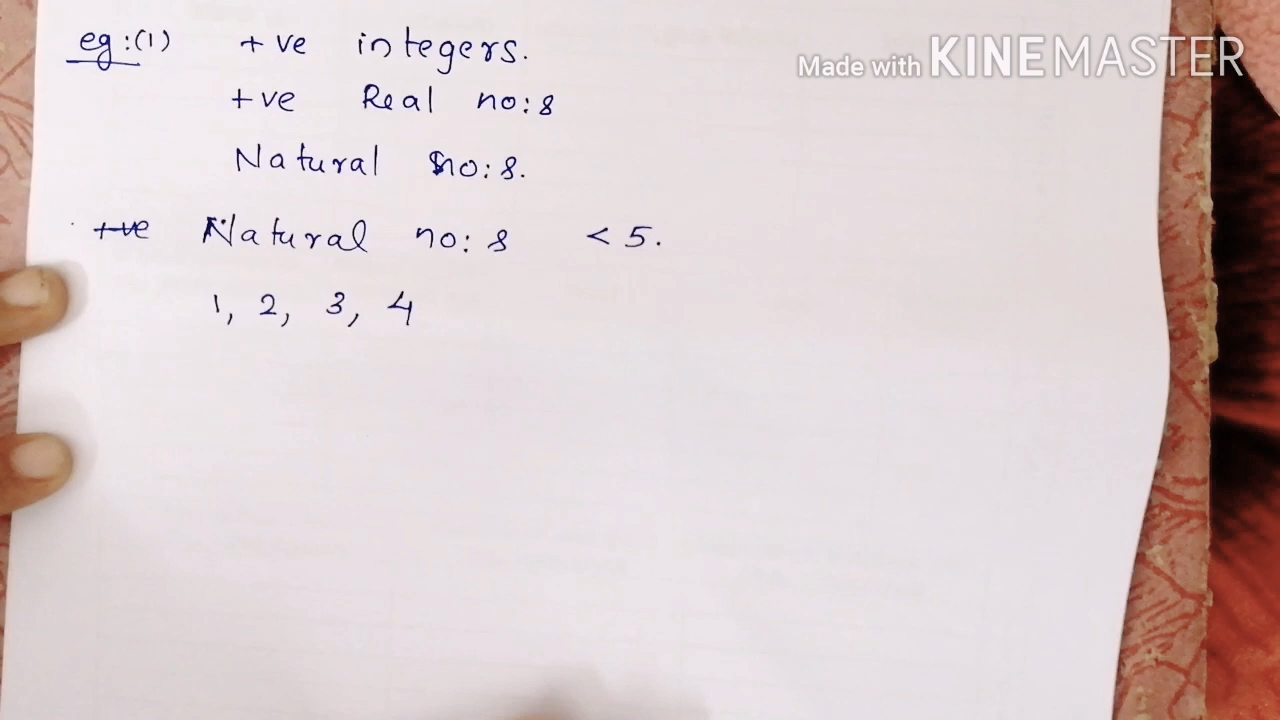 eg:(1) +ve integers.
Made with KINEMASTER
+ve Real no:s
Natural no:s.
+ve Natural no:s < 5.
1, 2, 3, 4